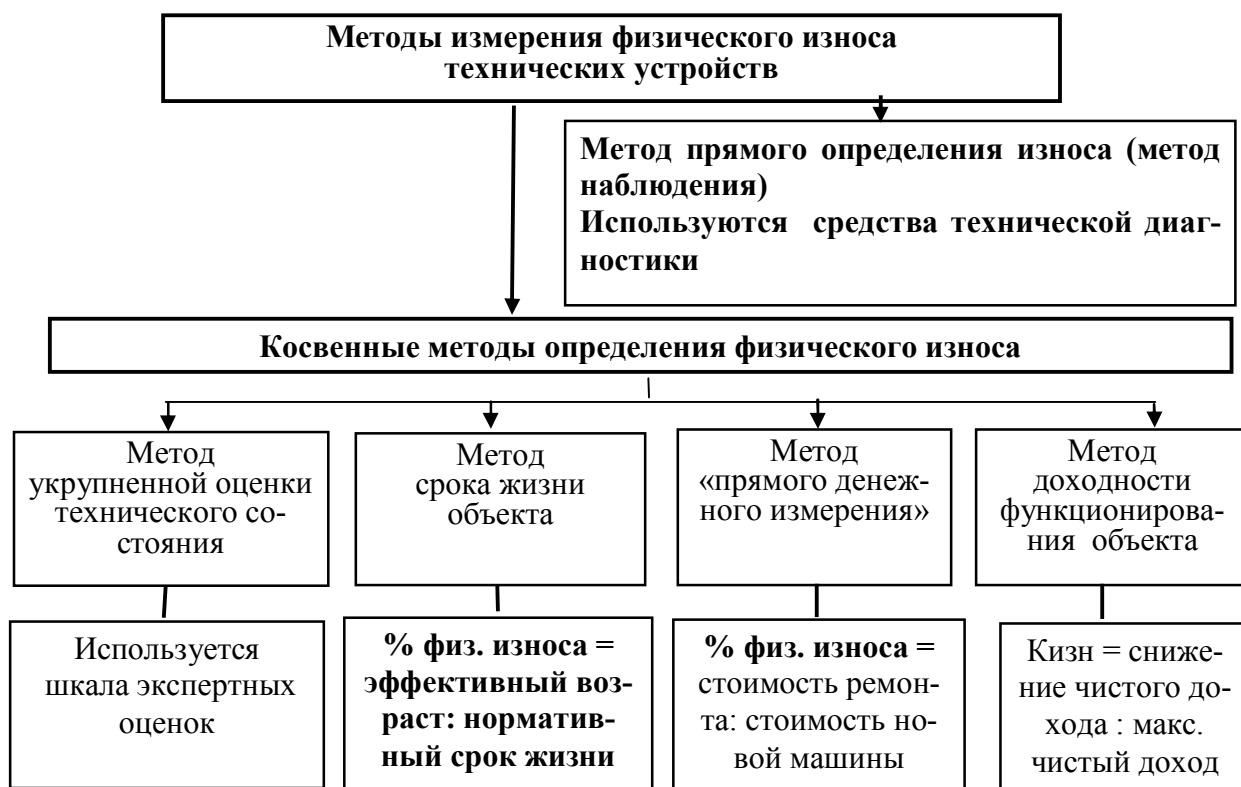 Методы измерения физического износа
технических устройств
Метод прямого определения износа (метод
наблюдения)
Используются средства технической диаг-
ностики
Косвенные методы определения физического износа
Метод
укрупненной оценки
технического со-
стояния
Метод
срока жизни
объекта
Метод
«прямого денеж-
ного измерения»
Метод
доходности
функционирова-
ния объекта
Используется
шкала экспертных
оценок
% физ. износа =
эффективный воз-
раст: норматив-
ный срок жизни
% физ. износа =
стоимость ремон-
та: стоимость но-
вой машины
Кизн = сниже-
ние чистого до-
хода : макс.
чистый доход